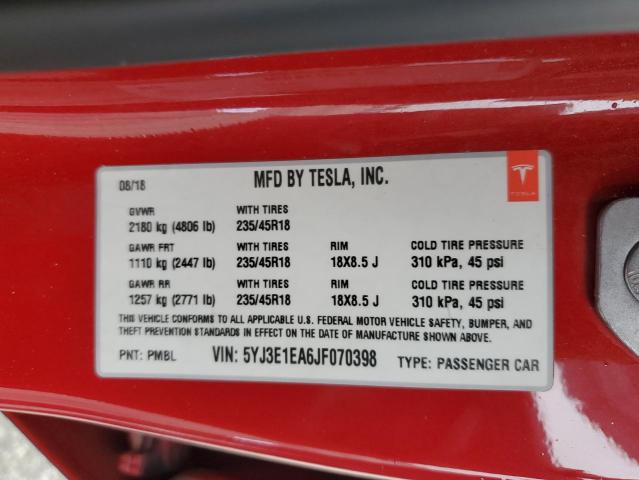 08/18 MFD BY TESLA, INC. TESLA
GVWR WITH TIRES
2180 kg (4806 lb) 235/45R18
GAWR FRT WITH TIRES RIM COLD TIRE PRESSURE
1110 kg (2447 lb) 235/45R18 18X8.5 J 310 kPa, 45 psi
GAWR RR WITH TIRES RIM COLD TIRE PRESSURE
1257 kg (2771 lb) 235/45R18 18X8.5 J 310 kPa, 45 psi
THIS VEHICLE CONFORMS TO ALL APPLICABLE U.S. FEDERAL MOTOR VEHICLE SAFETY, BUMPER, AND
THEFT PREVENTION STANDARDS IN EFFECT ON THE DATE OF MANUFACTURE SHOWN ABOVE.
PNT: PMBL VIN: 5YJ3E1EA6JF070398 TYPE: PASSENGER CAR